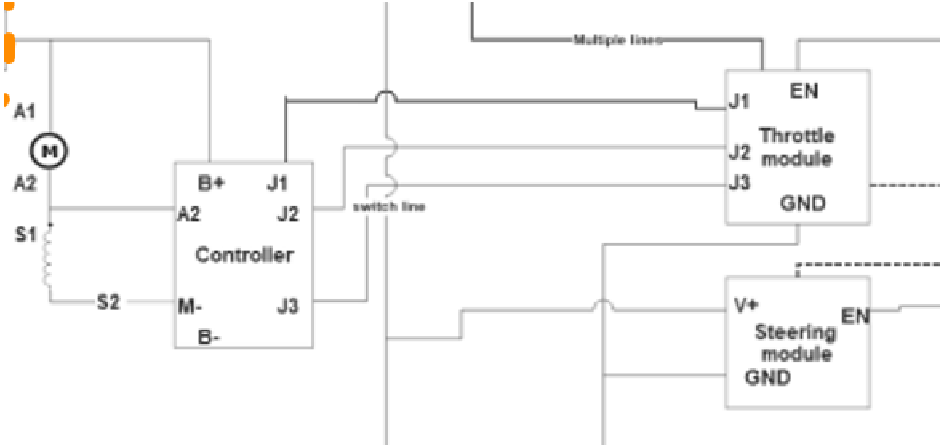 Multiple lines
A1
M
A2
S1
S2
B+
J1
A2
J2
Controller
M-
J3
B-
switch line
EN
J1
Throttle
module
J2
J3
GND
V+
EN
Steering
module
GND